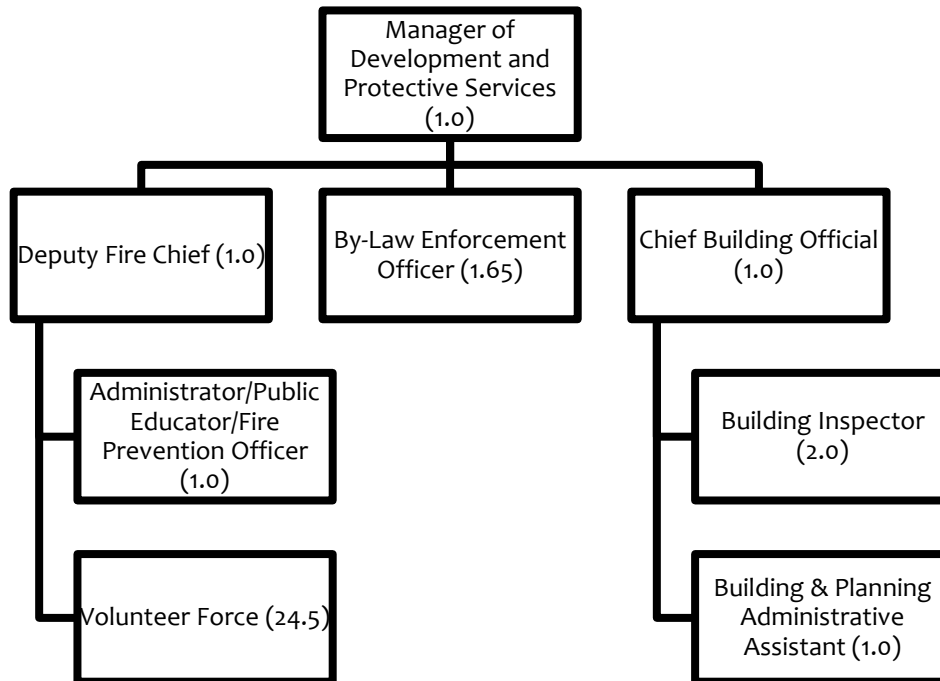 Manager of
Development and
Protective Services
(1.0)
Deputy Fire Chief (1.0)
By-Law Enforcement
Officer (1.65)
Chief Building Official
(1.0)
Administrator/Public
Educator/Fire
Prevention Officer
(1.0)
Building Inspector
(2.0)
Volunteer Force (24.5)
Building & Planning
Administrative
Assistant (1.0)